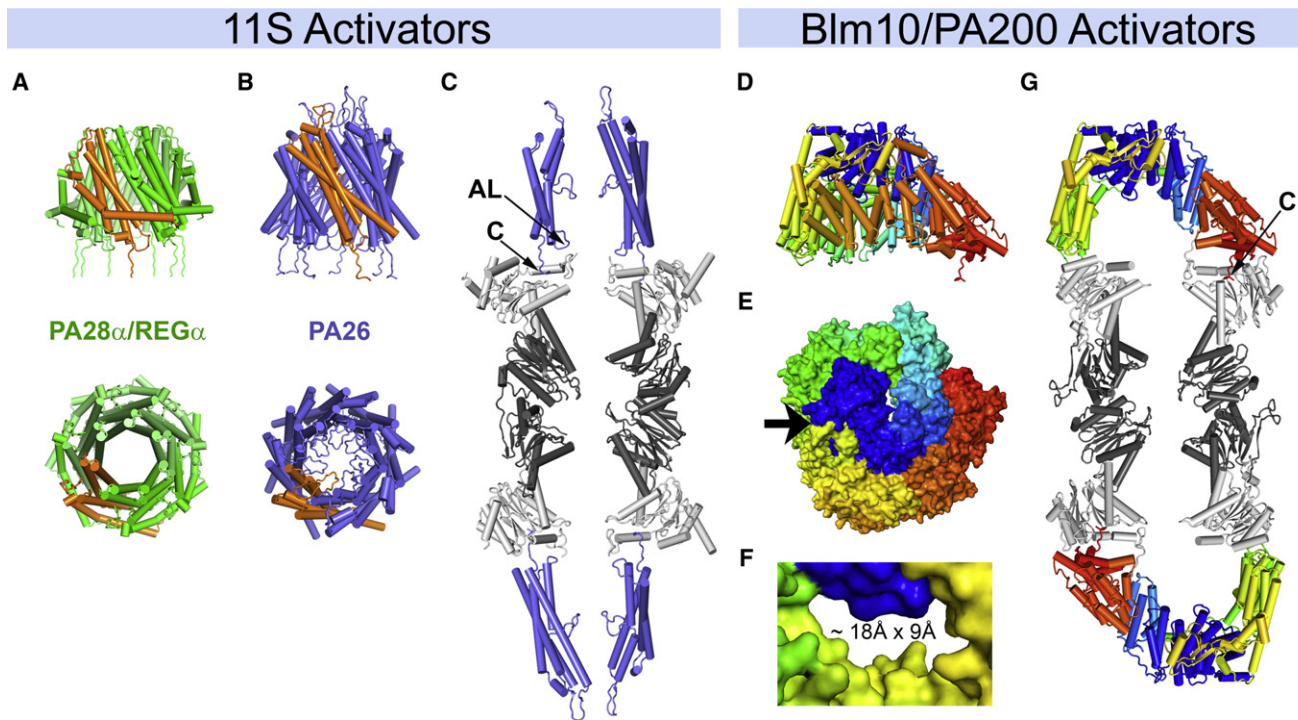 11S Activators
Blm10/PA200 Activators
A
B
C
D
G
AL
C
C
E
PA28α/REGα
PA26
F
~ 18Å x 9Å